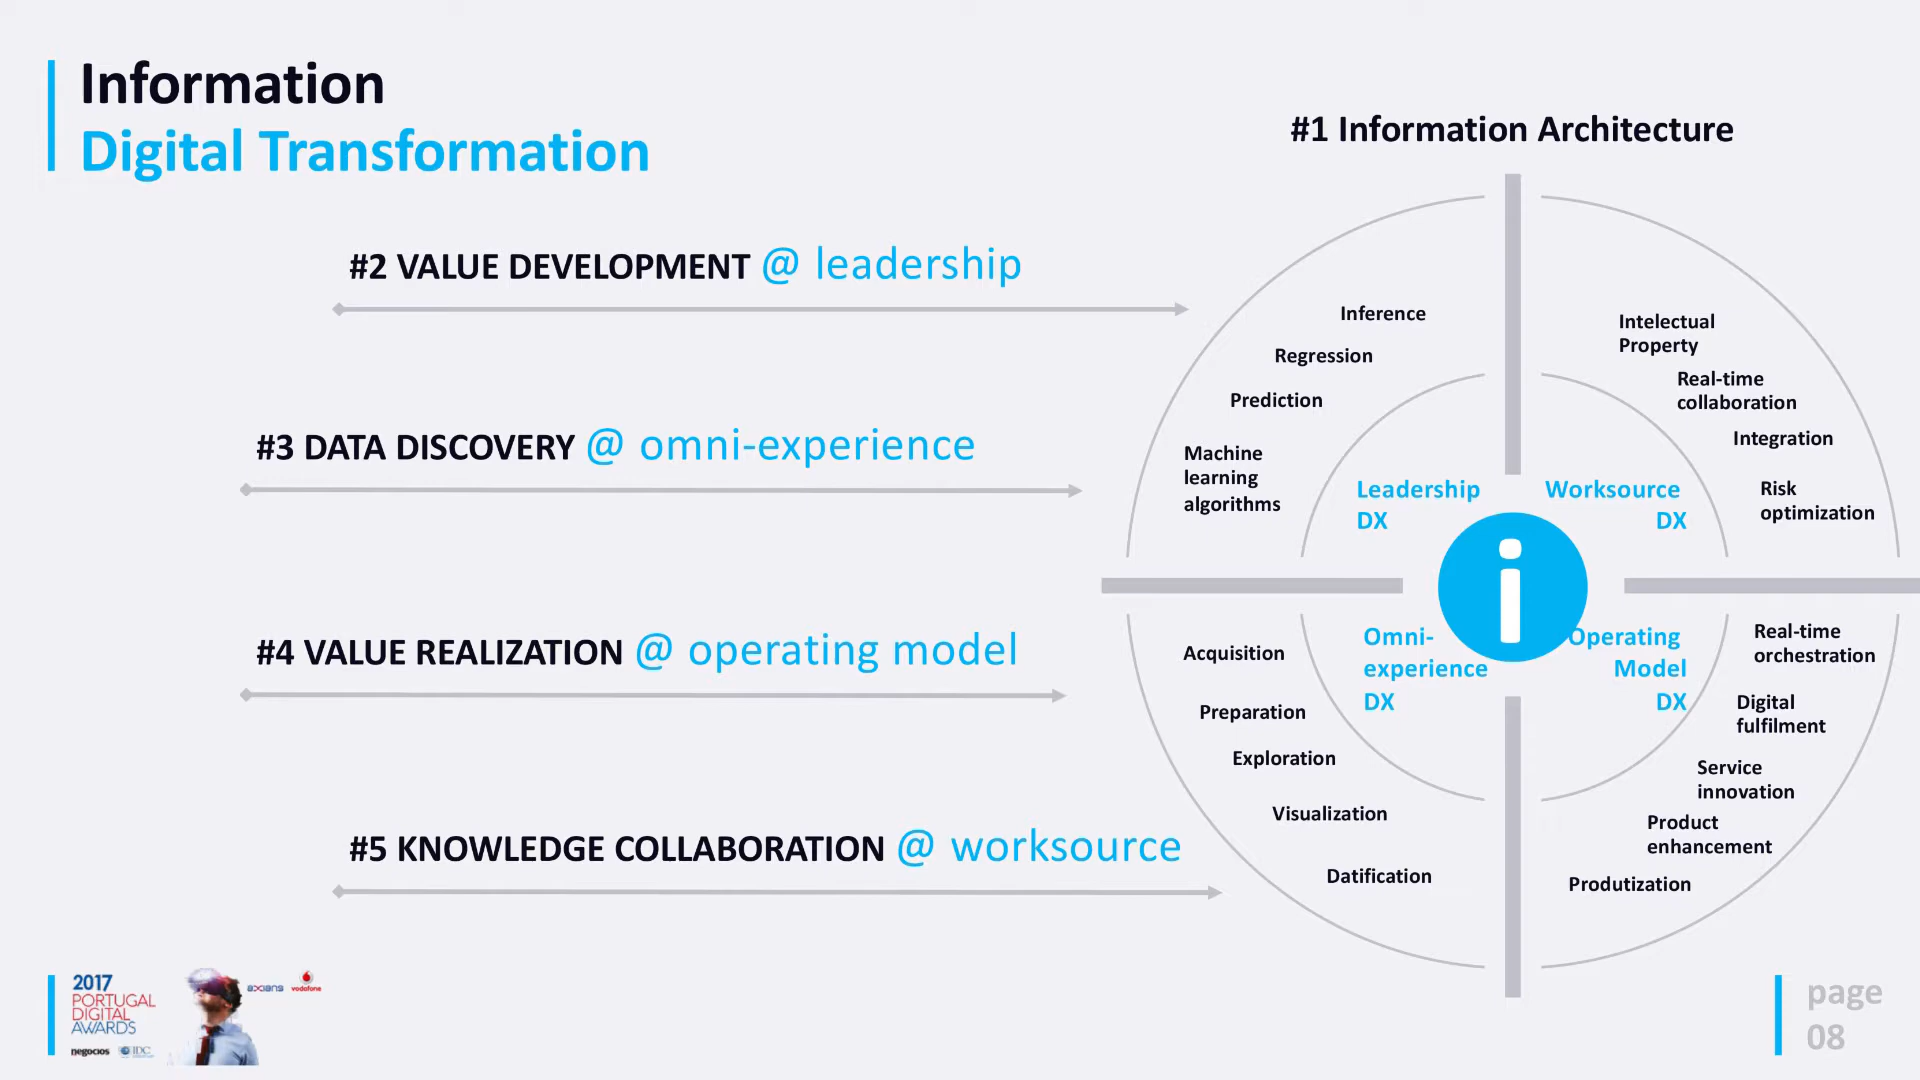 Information
Digital Transformation
#1 Information Architecture
#2 VALUE DEVELOPMENT @ leadership
#3 DATA DISCOVERY @ omni-experience
#4 VALUE REALIZATION @ operating model
#5 KNOWLEDGE COLLABORATION @ worksource
Inference
Regression
Prediction
Machine
learning
algorithms
Intelectual
Property
Real-time
collaboration
Integration
Risk
optimization
Leadership
DX
Worksource
DX
i
Omni-
experience
DX
Operating
Model
DX
Acquisition
Preparation
Exploration
Visualization
Datification
Real-time
orchestration
Digital
fulfilment
Service
innovation
Product
enhancement
Produtization
2017
PORTUGAL
DIGITAL
AWARDS
negocios
IDC
axians
vodafone
page
08